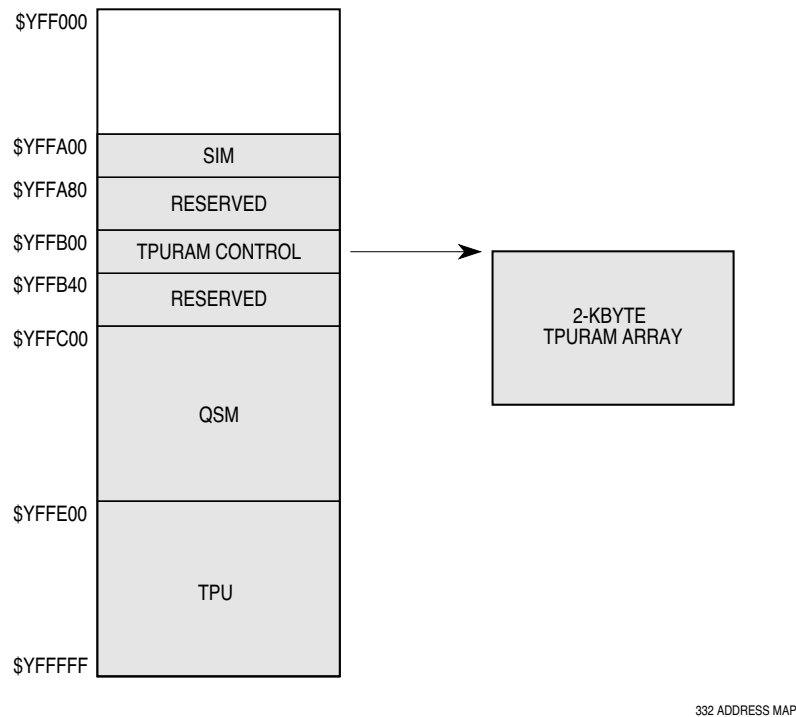 $YFF000
$YFFA00
SIM
$YFFA80
RESERVED
$YFFB00
TPURAM CONTROL
$YFFB40
RESERVED
2-KBYTE
TPURAM ARRAY
$YFFC00
QSM
$YFFE00
TPU
$YFFFFF
332 ADDRESS MAP